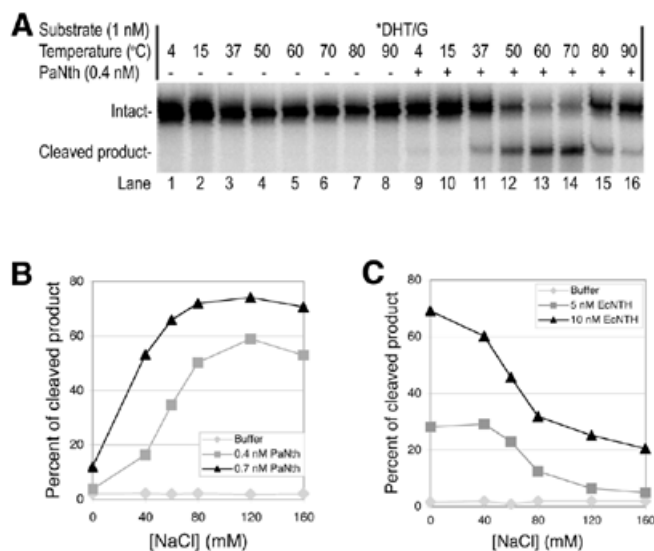 A
Substrate (1 nM) *DHT/G
Temperature (°C) 4 15 37 50 60 70 80 90 4 15 37 50 60 70 80 90
PaNth (0.4 nM) - - - - - - - - + + + + + + + +
Intact-
Cleaved product-
Lane 1 2 3 4 5 6 7 8 9 10 11 12 13 14 15 16
B
80
60
40
20
0
Percent of cleaved product
Buffer
0.4 nM PaNth
0.7 nM PaNth
0 40 80 120 160
[NaCl] (mM)
C
80
60
40
20
0
Percent of cleaved product
Buffer
5 nM EcNTH
10 nM EcNTH
0 40 80 120 160
[NaCl] (mM)